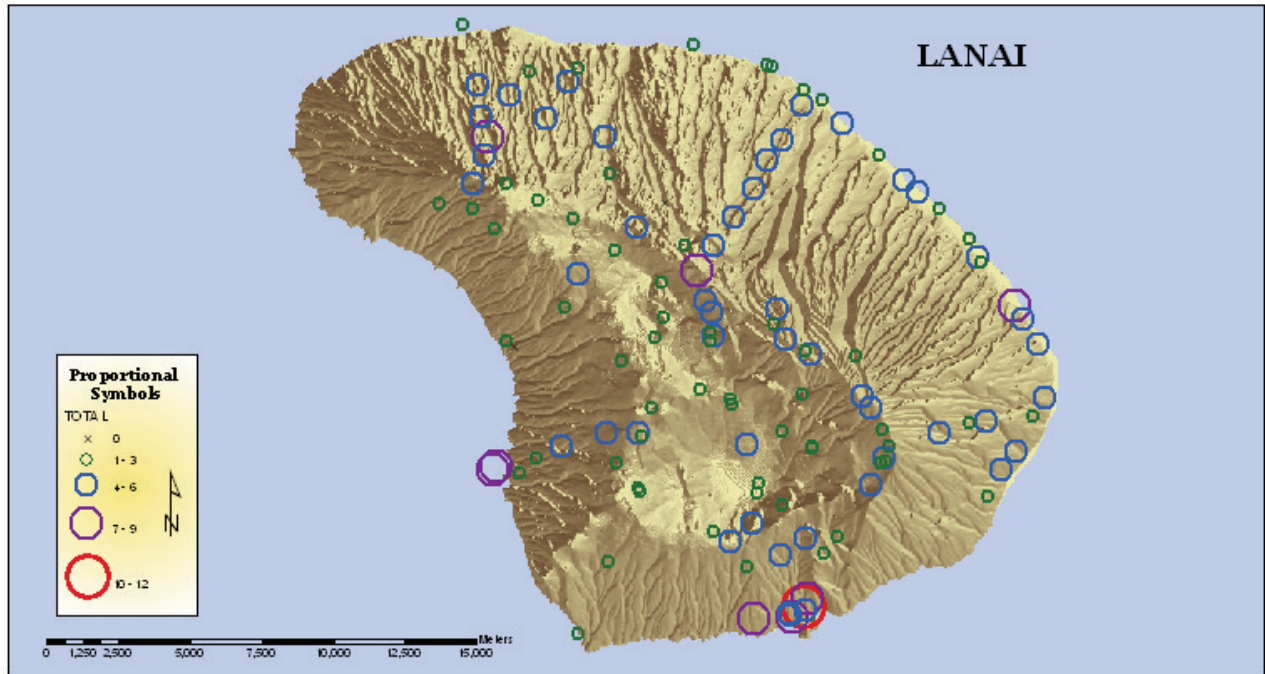 LANAI
Proportional
Symbols
TOTAL
0
1 - 3
4 - 6
7 - 9
10 - 12
N
Meters
0 1,250 2,500 5,000 7,500 10,000 12,500 15,000